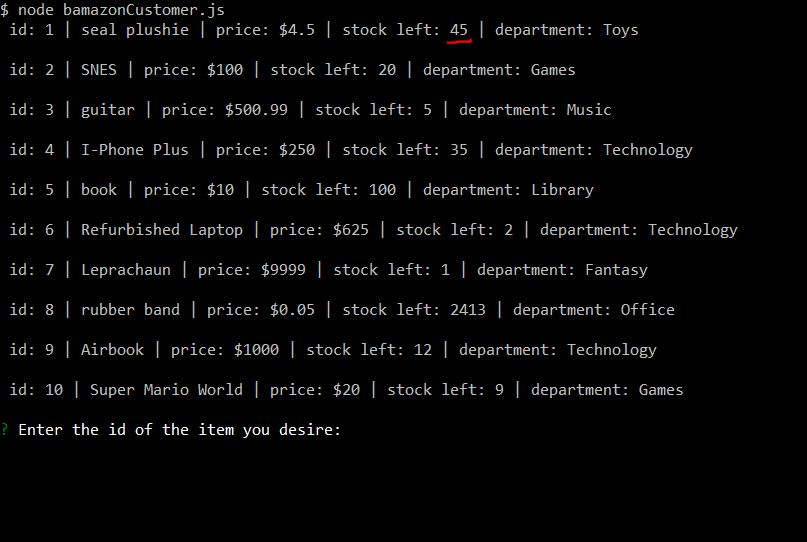 $ node bamazonCustomer.js
id: 1 | seal plushie | price: $4.5 | stock left: 45 | department: Toys
id: 2 | SNES | price: $100 | stock left: 20 | department: Games
id: 3 | guitar | price: $500.99 | stock left: 5 | department: Music
id: 4 | I-Phone Plus | price: $250 | stock left: 35 | department: Technology
id: 5 | book | price: $10 | stock left: 100 | department: Library
id: 6 | Refurbished Laptop | price: $625 | stock left: 2 | department: Technology
id: 7 | Leprachaun | price: $9999 | stock left: 1 | department: Fantasy
id: 8 | rubber band | price: $0.05 | stock left: 2413 | department: Office
id: 9 | Airbook | price: $1000 | stock left: 12 | department: Technology
id: 10 | Super Mario World | price: $20 | stock left: 9 | department: Games
? Enter the id of the item you desire: